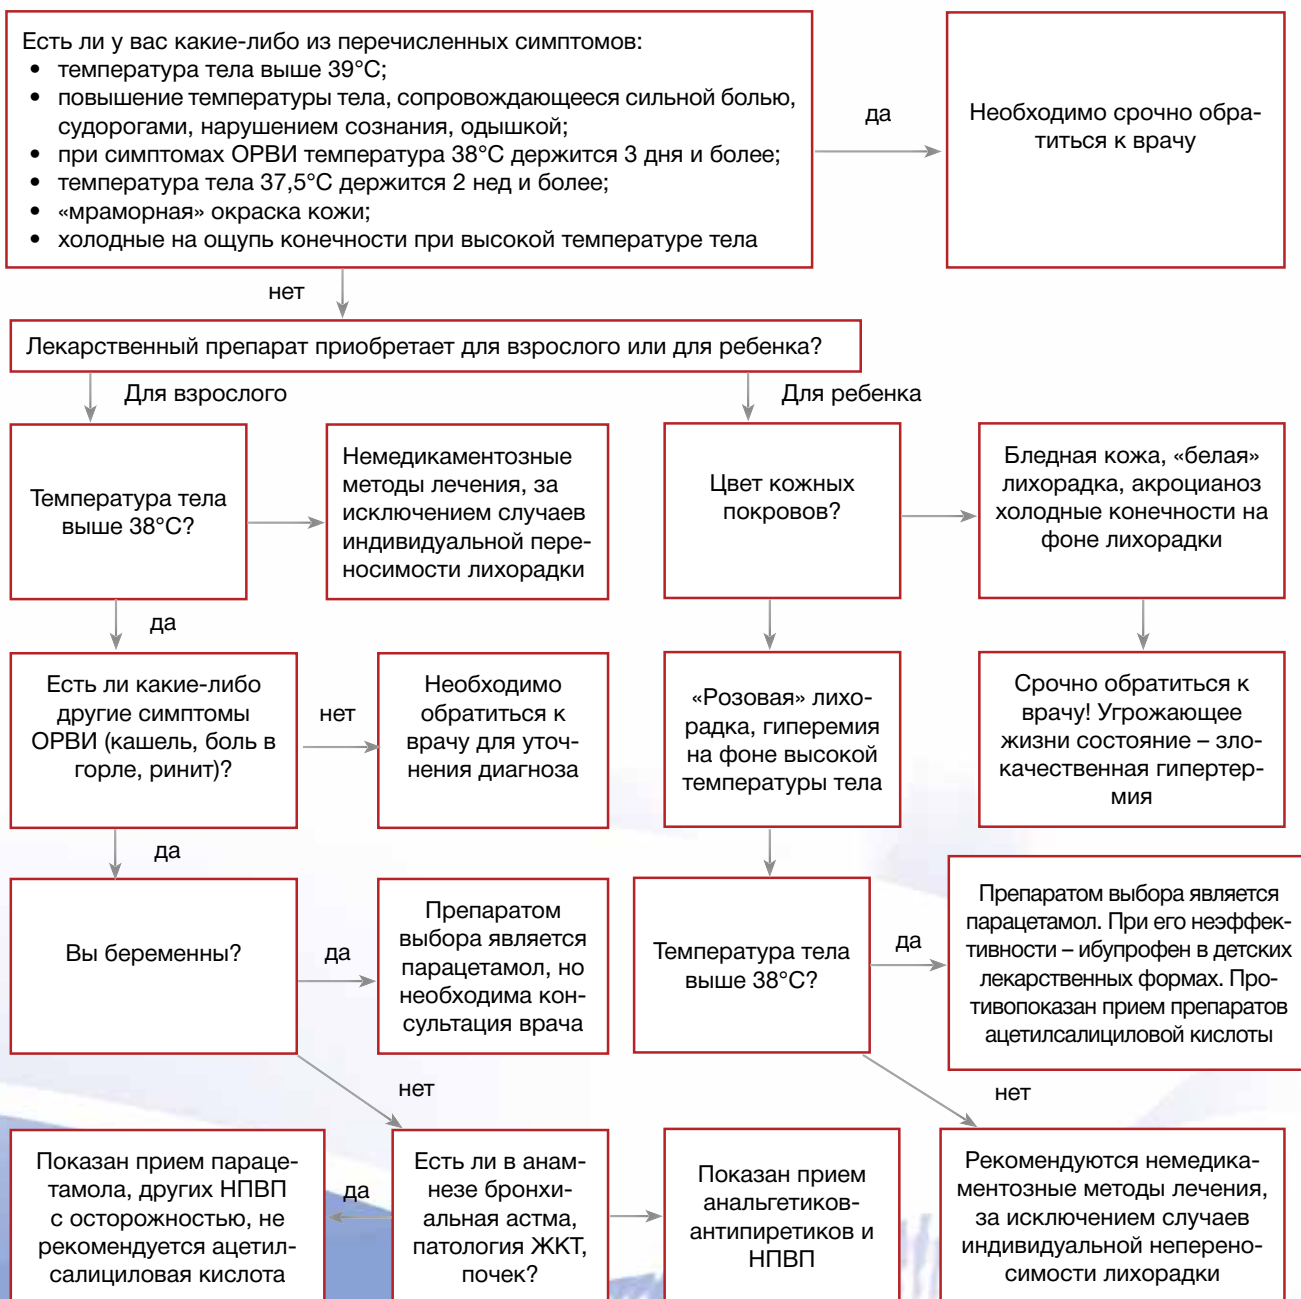 Есть ли у вас какие-либо из перечисленных симптомов:
• температура тела выше 39°C;
• повышение температуры тела, сопровождающееся сильной болью,
судорогами, нарушением сознания, одышкой;
• при симптомах ОРВИ температура 38°C держится 3 дня и более;
• температура тела 37,5°C держится 2 нед и более;
• «мраморная» окраска кожи;
• холодные на ощупь конечности при высокой температуре тела
да
Необходимо срочно обра-
титься к врачу
нет
Лекарственный препарат приобретает для взрослого или для ребенка?
Для взрослого
Для ребенка
Температура тела
выше 38°C?
Немедикаментозные
методы лечения, за
исключением случаев
индивидуальной пере-
носимости лихорадки
Цвет кожных
покровов?
Бледная кожа, «белая»
лихорадка, акроцианоз
холодные конечности на
фоне лихорадки
да
Есть ли какие-либо
другие симптомы
ОРВИ (кашель, боль в
горле, ринит)?
нет
Необходимо
обратиться к
врачу для уточ-
нения диагноза
«Розовая» лихо-
радка, гиперемия
на фоне высокой
температуры тела
Срочно обратиться к
врачу! Угрожающее
жизни состояние – зло-
качественная гипертер-
мия
да
Вы беременны?
да
Препаратом
выбора является
парацетамол, но
необходима кон-
сультация врача
Температура тела
выше 38°C?
да
Препаратом выбора является
парацетамол. При его неэффек-
тивности – ибупрофен в детских
лекарственных формах. Про-
тивопоказан прием препаратов
ацетилсалициловой кислоты
нет
нет
Показан прием параце-
тамола, других НПВП
с осторожностью, не
рекомендуется ацетил-
салициловая кислота
да
Есть ли в анам-
незе бронхи-
альная астма,
патология ЖКТ,
почек?
Показан прием
анальгетиков-
антипиретиков и
НПВП
Рекомендуются немедика-
ментозные методы лечения,
за исключением случаев
индивидуальной неперено-
симости лихорадки